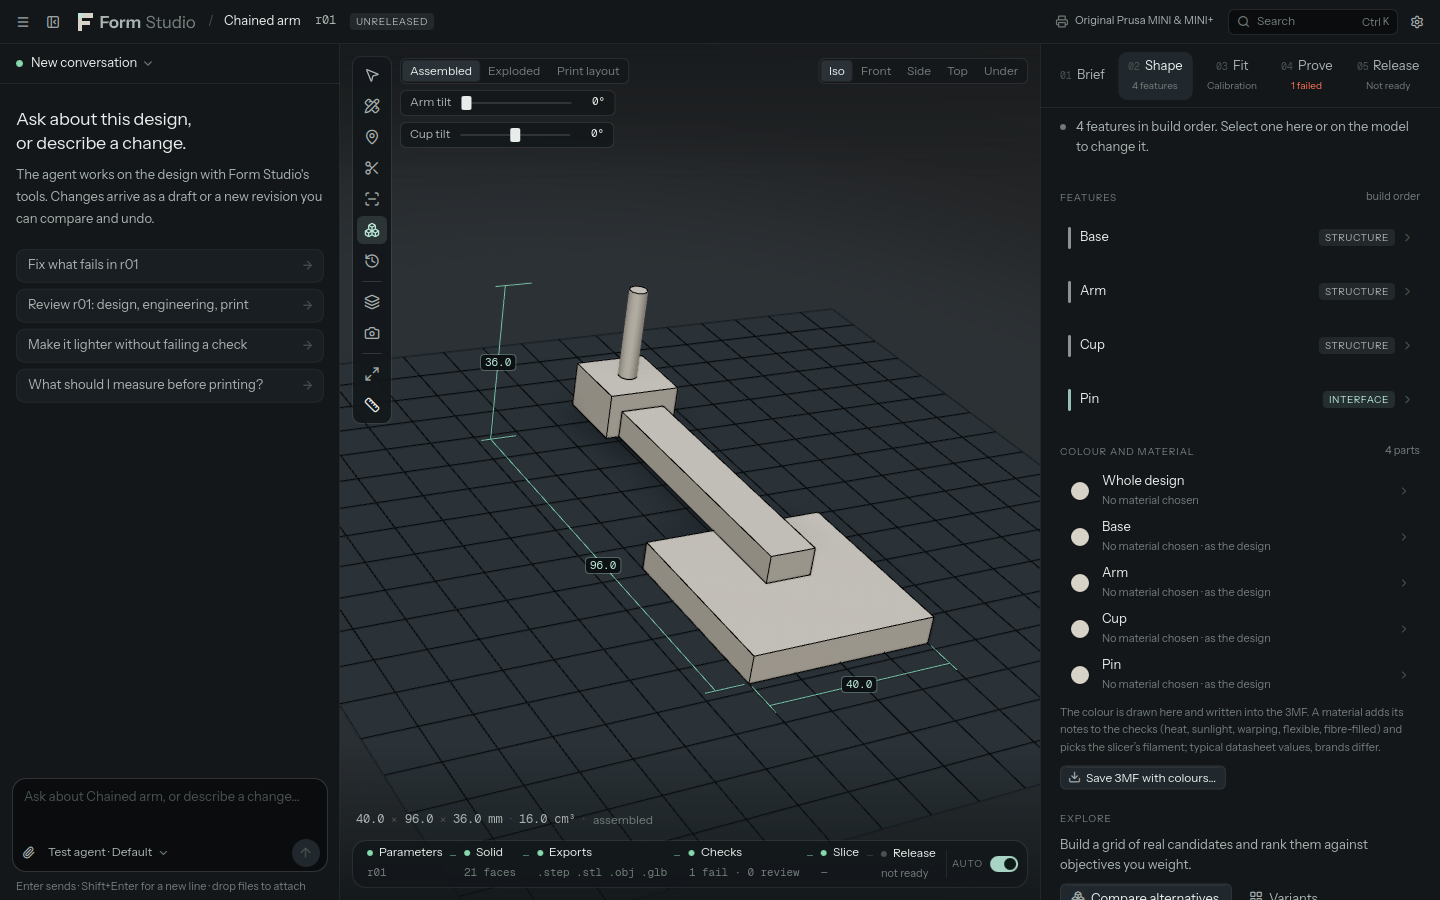 Form Studio / Chained arm r01 UNRELEASED
Original Prusa MINI & MINI+
Search Ctrl K
New conversation
Ask about this design,
or describe a change.
The agent works on the design with Form Studio's
tools. Changes arrive as a draft or a new revision you
can compare and undo.
Fix what fails in r01
Review r01: design, engineering, print
Make it lighter without failing a check
What should I measure before printing?
Ask about Chained arm, or describe a change...
Test agent · Default
Enter sends · Shift+Enter for a new line · drop files to attach
Assembled Exploded Print layout
Arm tilt 0°
Cup tilt 0°
Iso Front Side Top Under
36.0
96.0
40.0
40.0 × 96.0 × 36.0 mm · 16.0 cm³ · assembled
Parameters Solid Exports Checks Slice Release
r01 21 faces .step .stl .obj .glb 1 fail · 0 review — not ready
AUTO
01 Brief
02 Shape
4 features
03 Fit
Calibration
04 Prove
1 failed
05 Release
Not ready
4 features in build order. Select one here or on the model
to change it.
FEATURES build order
Base STRUCTURE
Arm STRUCTURE
Cup STRUCTURE
Pin INTERFACE
COLOUR AND MATERIAL 4 parts
Whole design
No material chosen
Base
No material chosen · as the design
Arm
No material chosen · as the design
Cup
No material chosen · as the design
Pin
No material chosen · as the design
The colour is drawn here and written into the 3MF. A material adds its
notes to the checks (heat, sunlight, warping, flexible, fibre-filled) and
picks the slicer's filament; typical datasheet values, brands differ.
Save 3MF with colours...
EXPLORE
Build a grid of real candidates and rank them against
objectives you weight.
Compare alternatives Variants